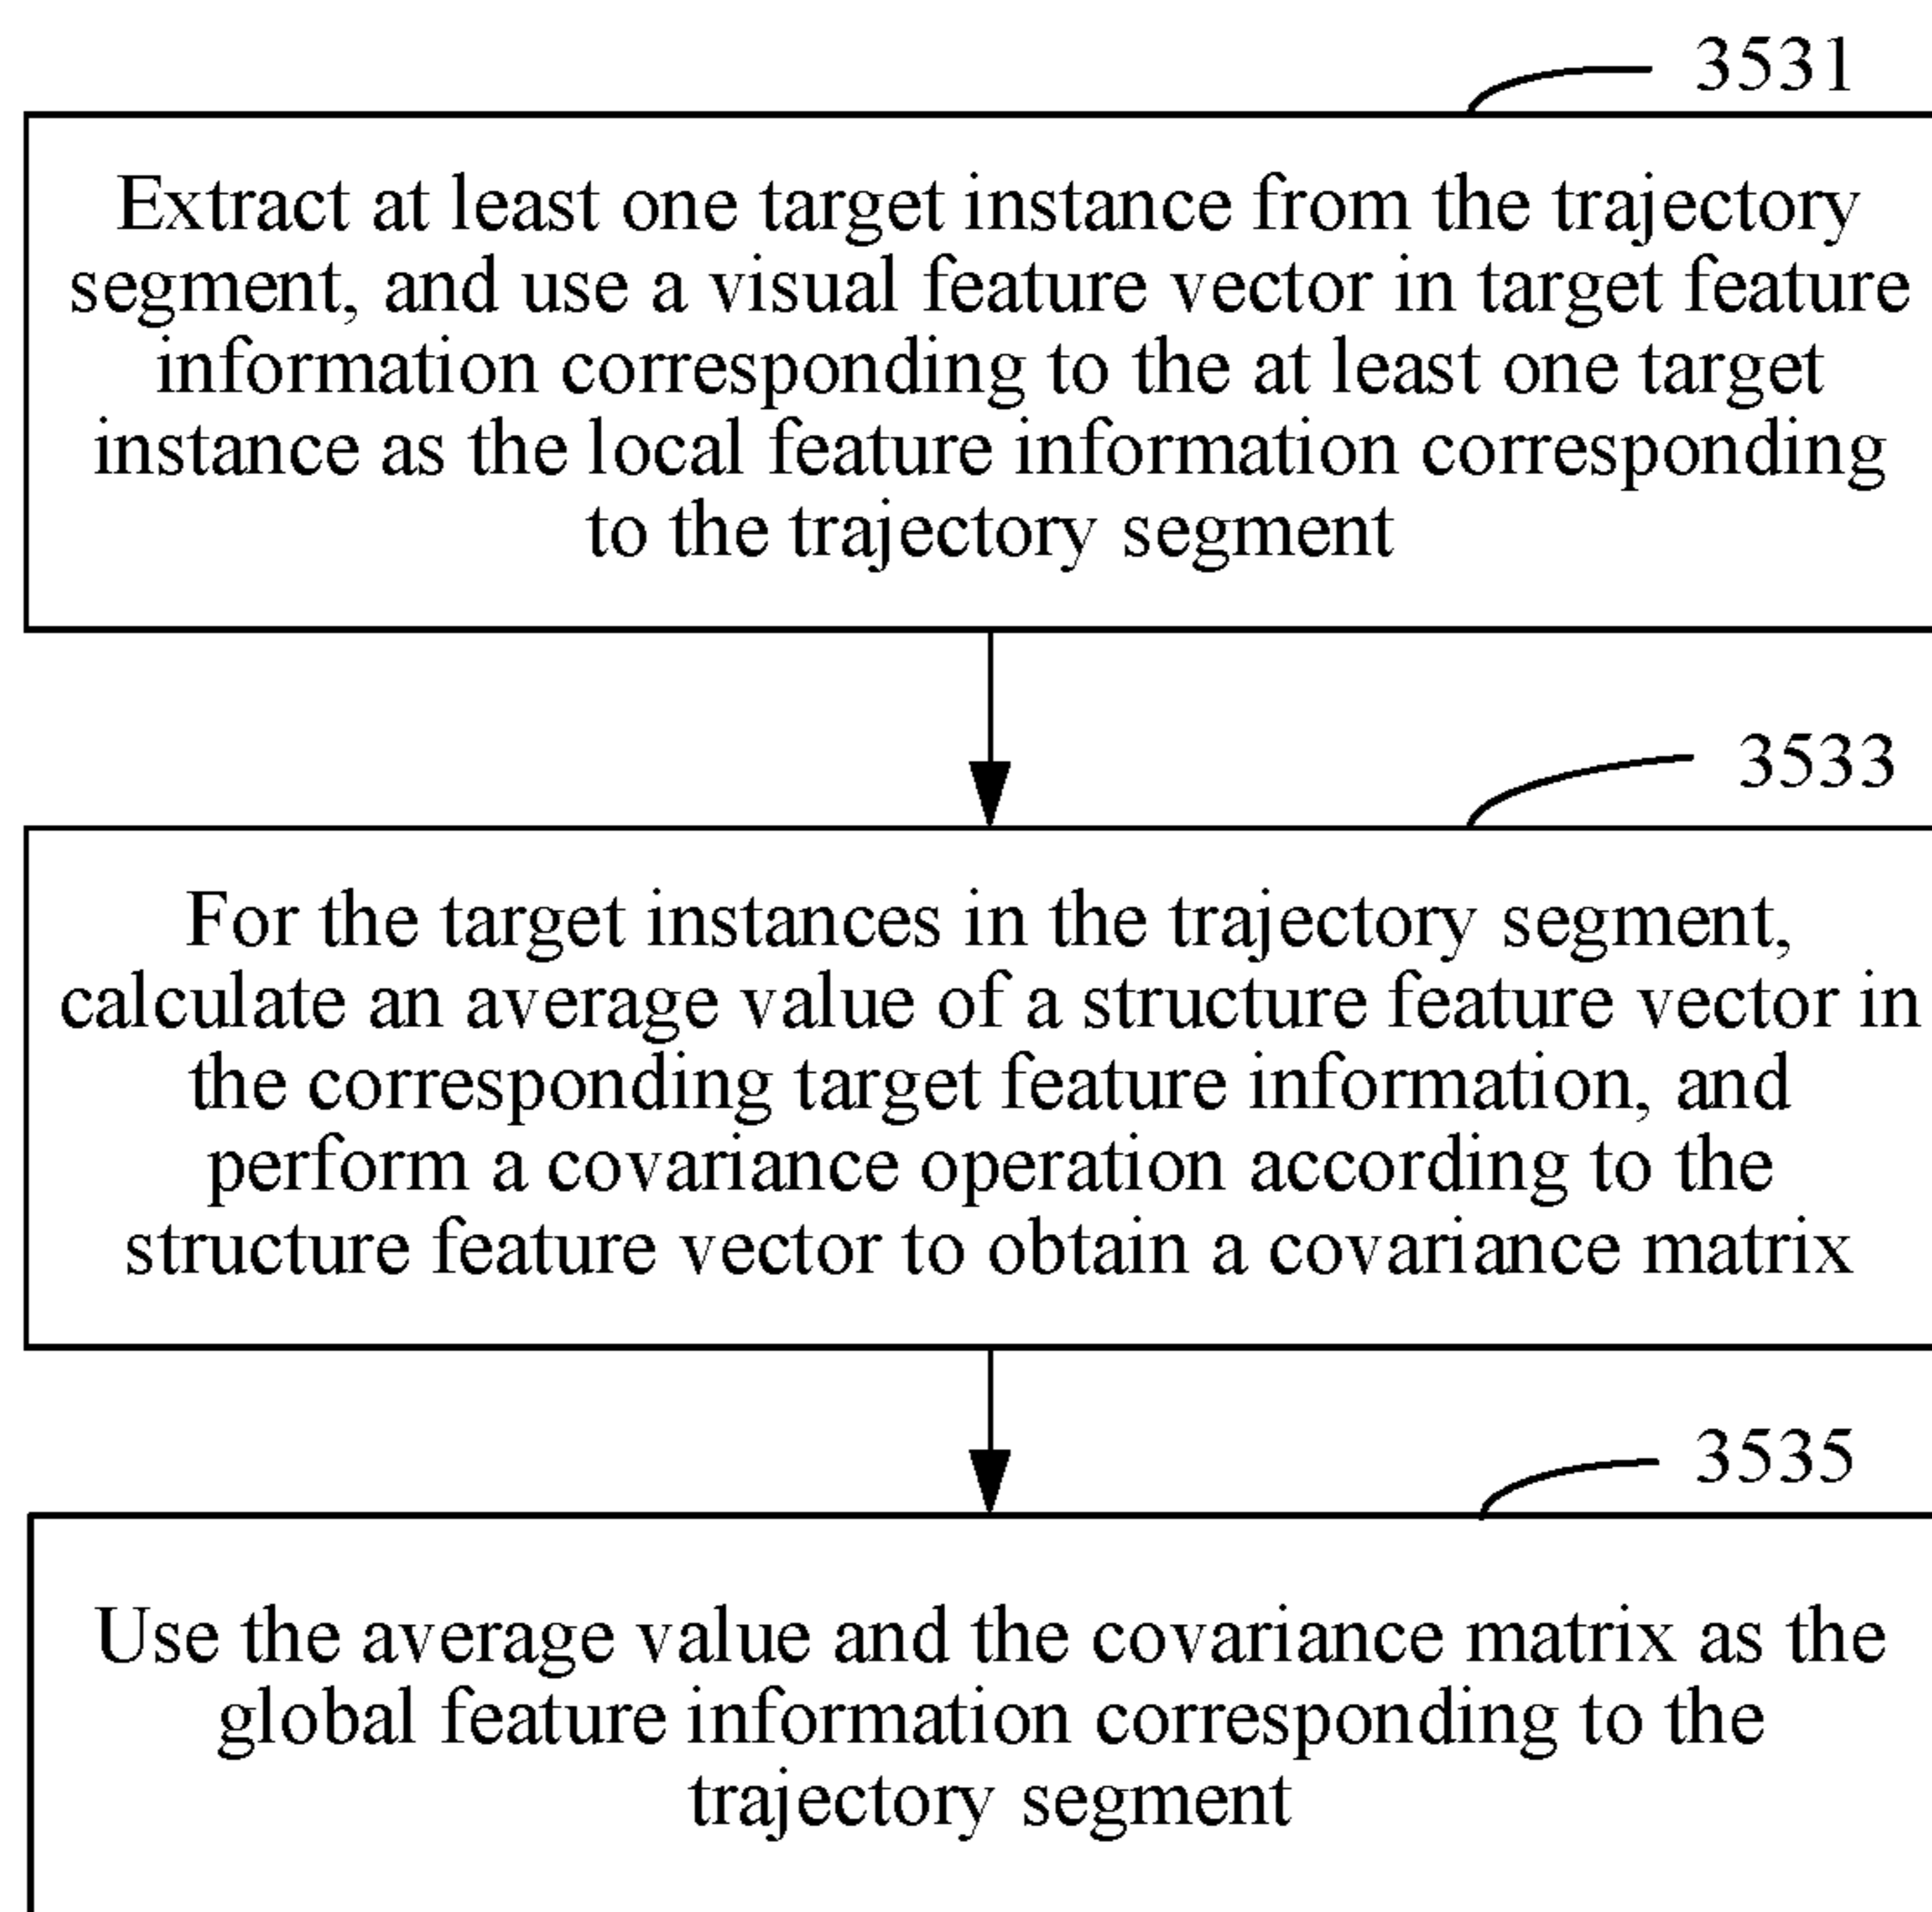 3531
Extract at least one target instance from the trajectory
segment, and use a visual feature vector in target feature
information corresponding to the at least one target
instance as the local feature information corresponding
to the trajectory segment
3533
For the target instances in the trajectory segment,
calculate an average value of a structure feature vector in
the corresponding target feature information, and
perform a covariance operation according to the
structure feature vector to obtain a covariance matrix
3535
Use the average value and the covariance matrix as the
global feature information corresponding to the
trajectory segment